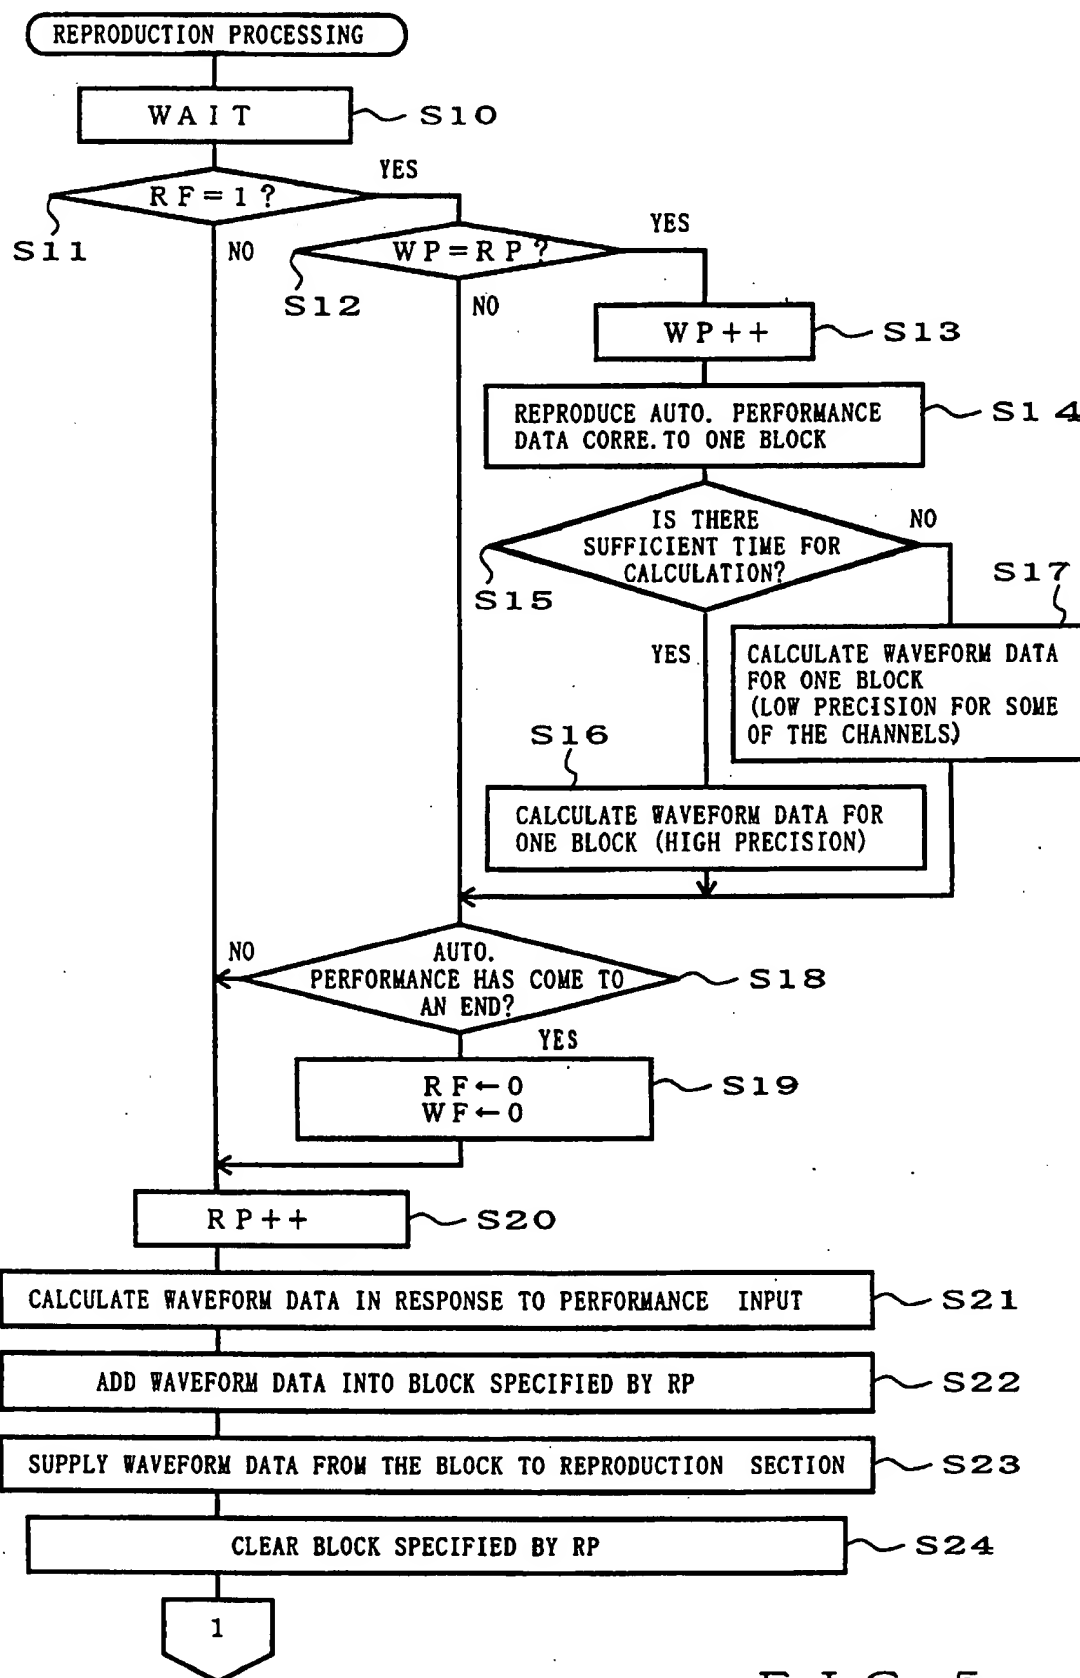 REPRODUCTION PROCESSING
WAIT
S10
RF=1?
YES
S11
NO
WP=RP?
YES
S12
NO
WP++
S13
REPRODUCE AUTO. PERFORMANCE
DATA CORRE. TO ONE BLOCK
S14
IS THERE
SUFFICIENT TIME FOR
CALCULATION?
NO
S15
S17
YES
CALCULATE WAVEFORM DATA
FOR ONE BLOCK
(LOW PRECISION FOR SOME
OF THE CHANNELS)
S16
CALCULATE WAVEFORM DATA FOR
ONE BLOCK (HIGH PRECISION)
NO
AUTO.
PERFORMANCE HAS COME TO
AN END?
S18
YES
RF←0
WF←0
S19
RP++
S20
CALCULATE WAVEFORM DATA IN RESPONSE TO PERFORMANCE INPUT
S21
ADD WAVEFORM DATA INTO BLOCK SPECIFIED BY RP
S22
SUPPLY WAVEFORM DATA FROM THE BLOCK TO REPRODUCTION SECTION
S23
CLEAR BLOCK SPECIFIED BY RP
S24
1